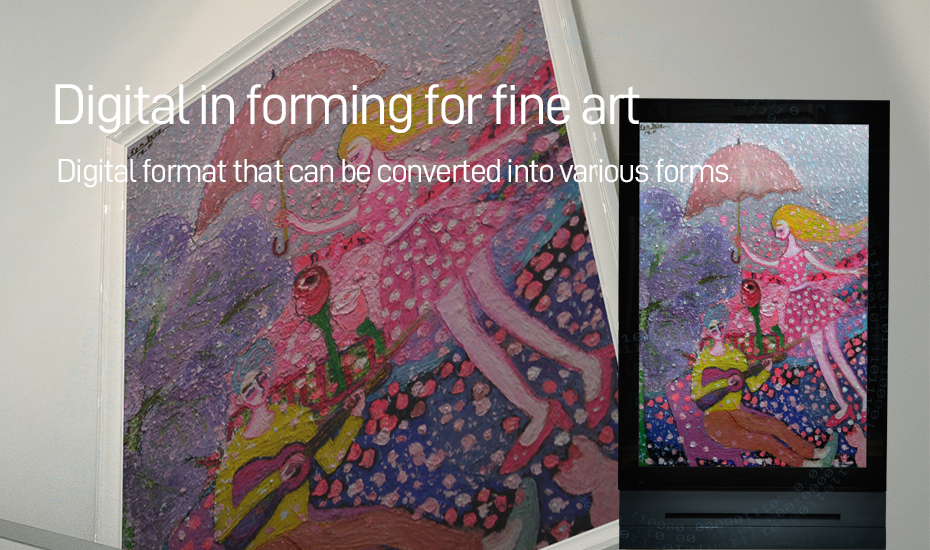 Digital in forming for fine art
Digital format that can be converted into various forms